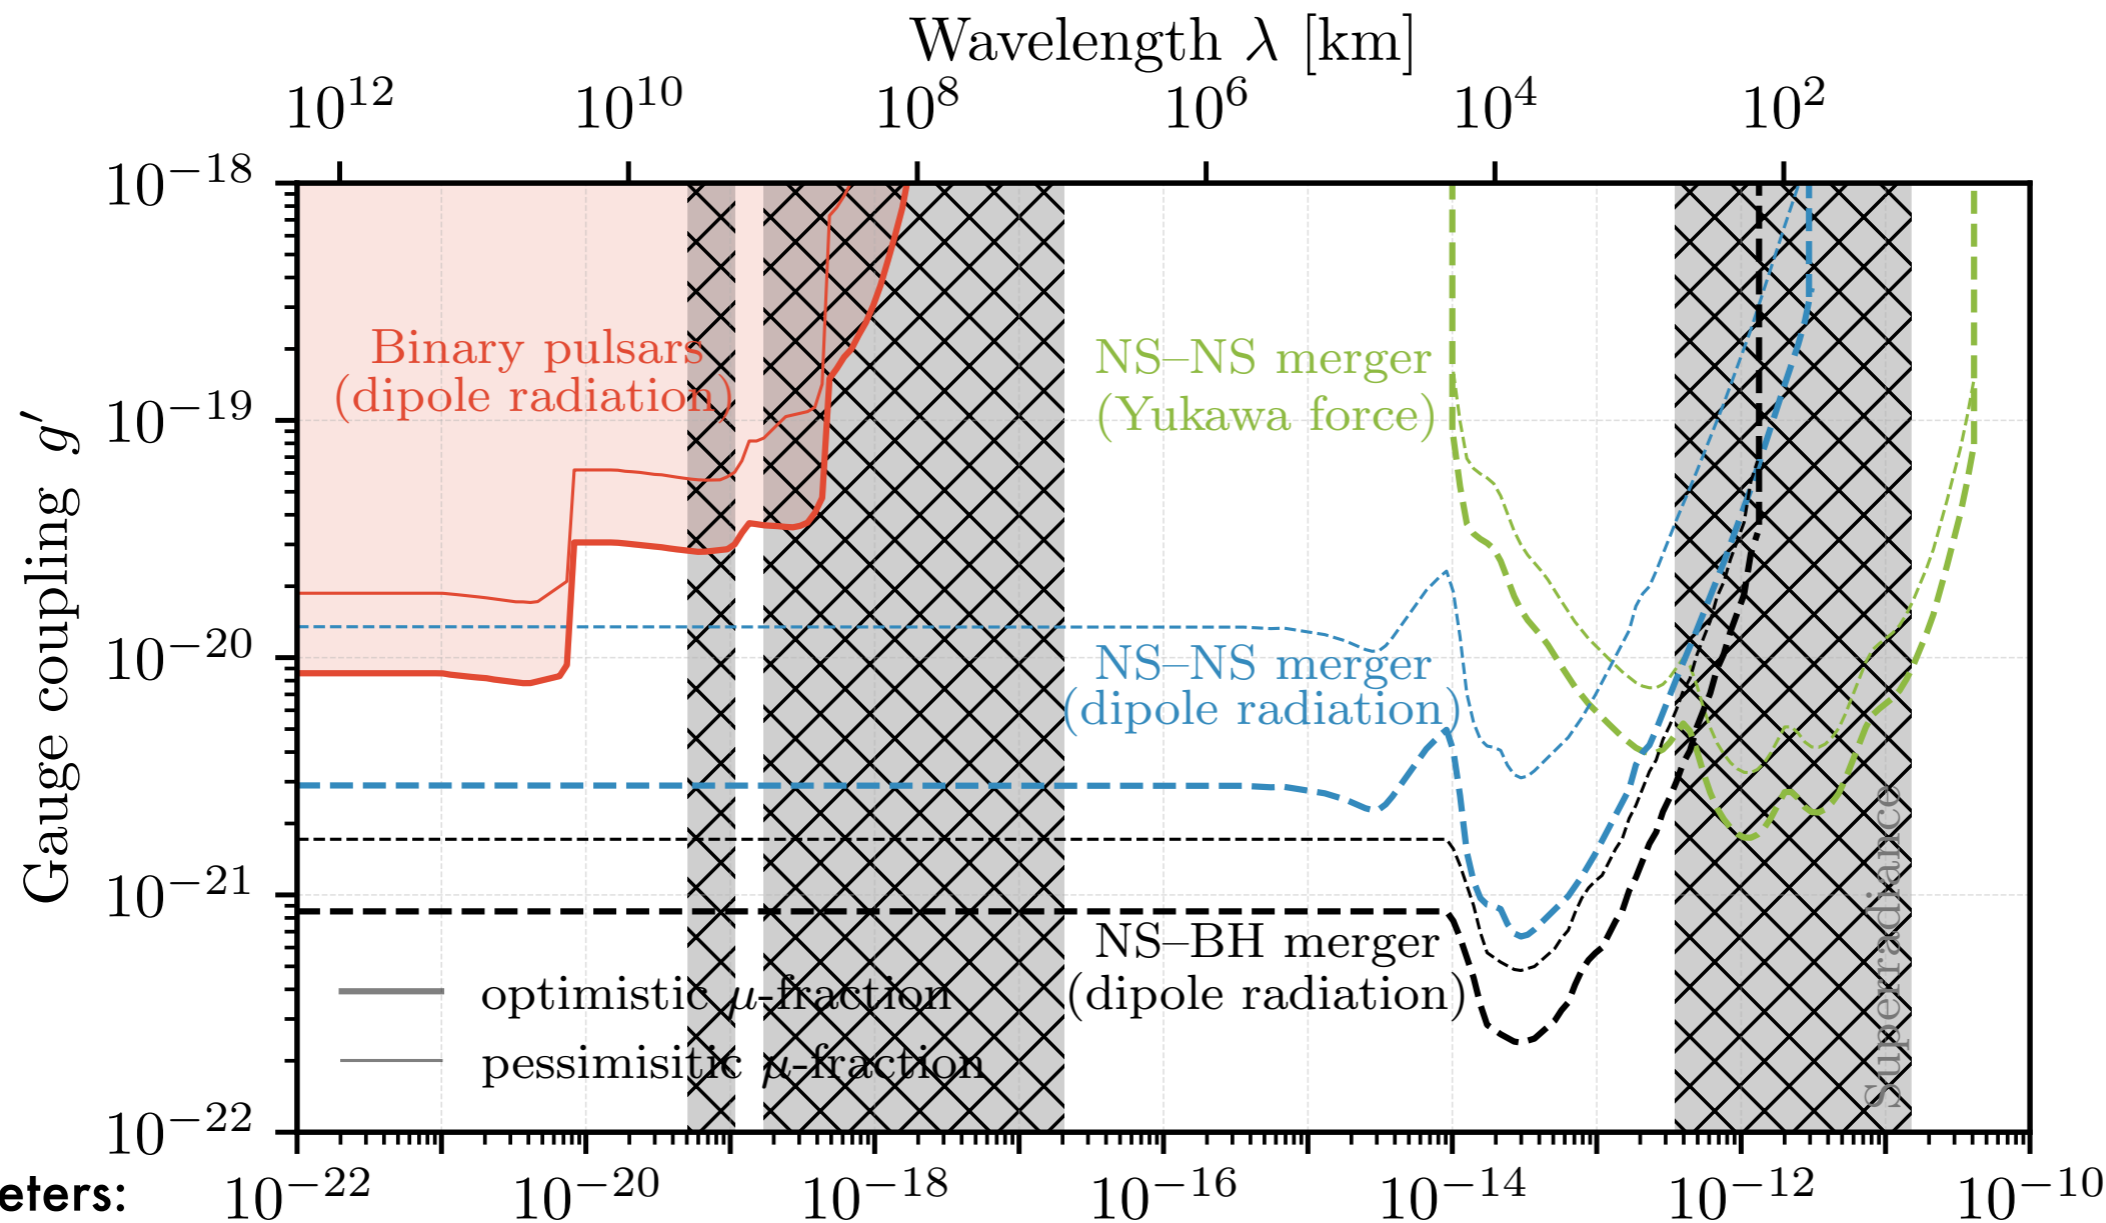 Wavelength λ [km]
10^12 10^10 10^8 10^6 10^4 10^2
10^−18
10^−19
10^−20
10^−21
10^−22
Gauge coupling g′
Binary pulsars
(dipole radiation)
NS–NS merger
(Yukawa force)
NS–NS merger
(dipole radiation)
NS–BH merger
(dipole radiation)
optimistic μ-fraction
pessimisitic μ-fraction
Superradiance
eters:
10^−22 10^−20 10^−18 10^−16 10^−14 10^−12 10^−10